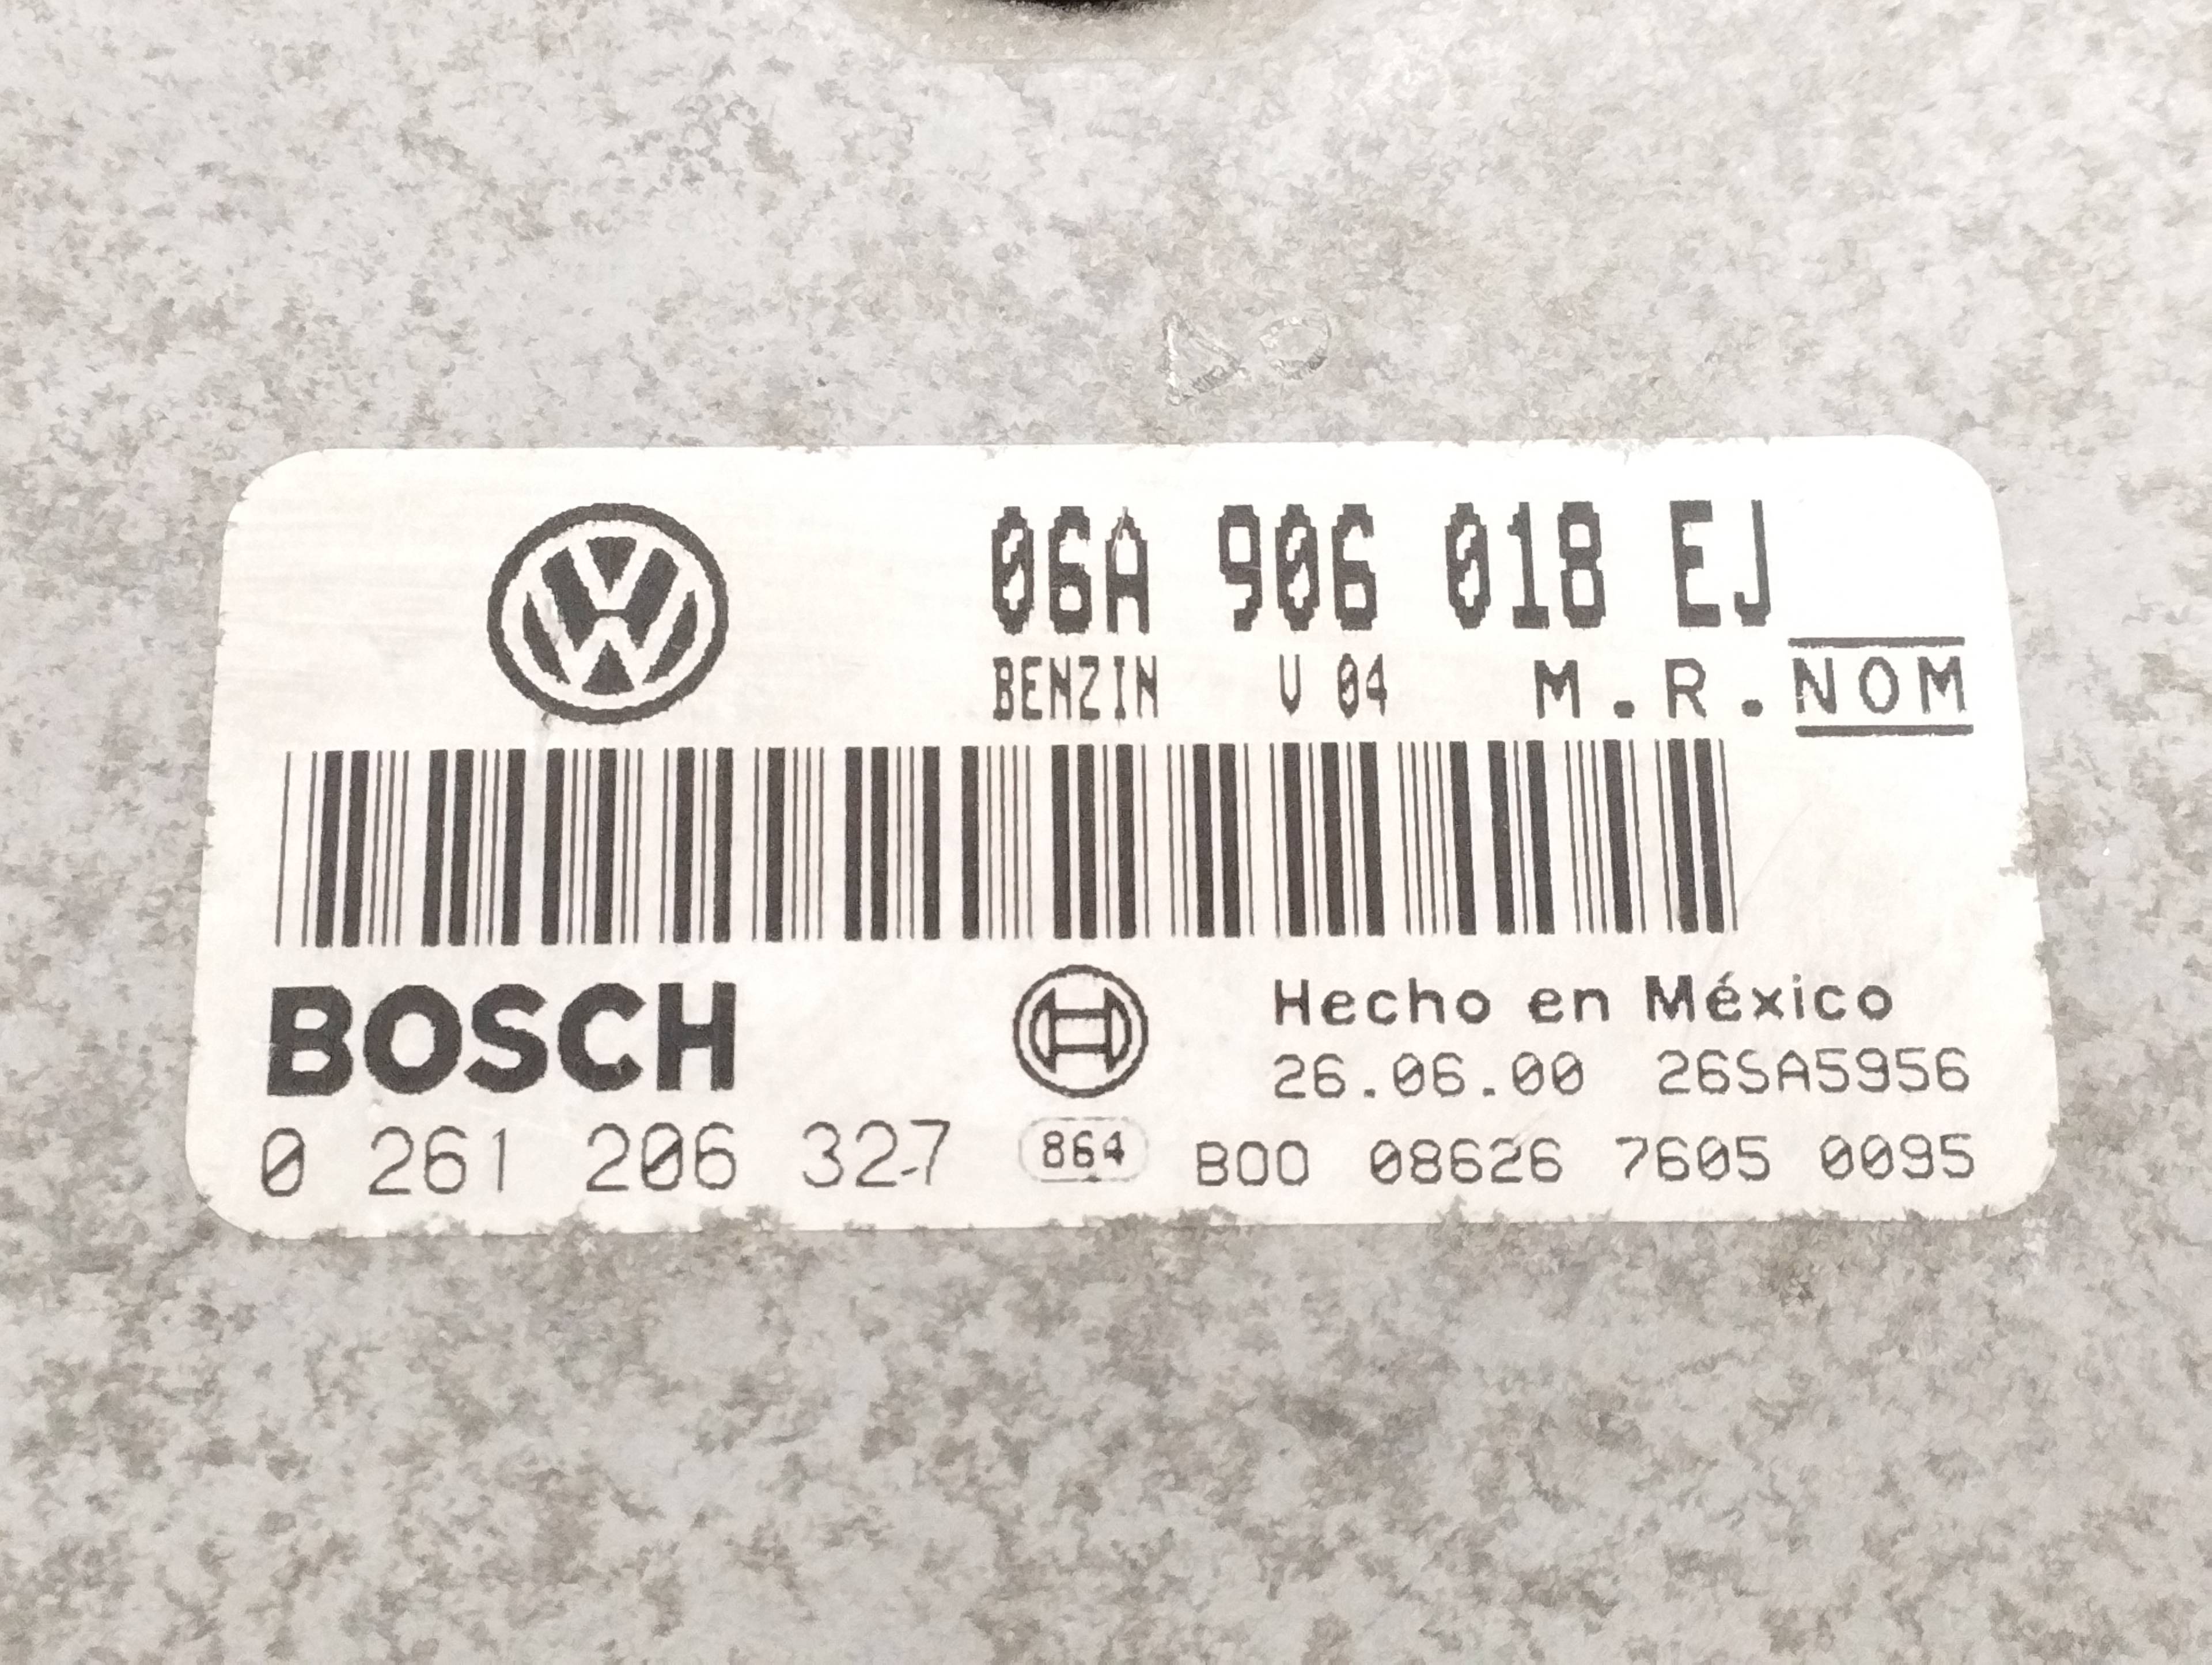 40
06A 906 018 EJ
BENZIN V 04 M.R. NOM
BOSCH Hecho en México
26.06.00 26SA5956
0 261 206 327 864 B00 08626 7605 0095